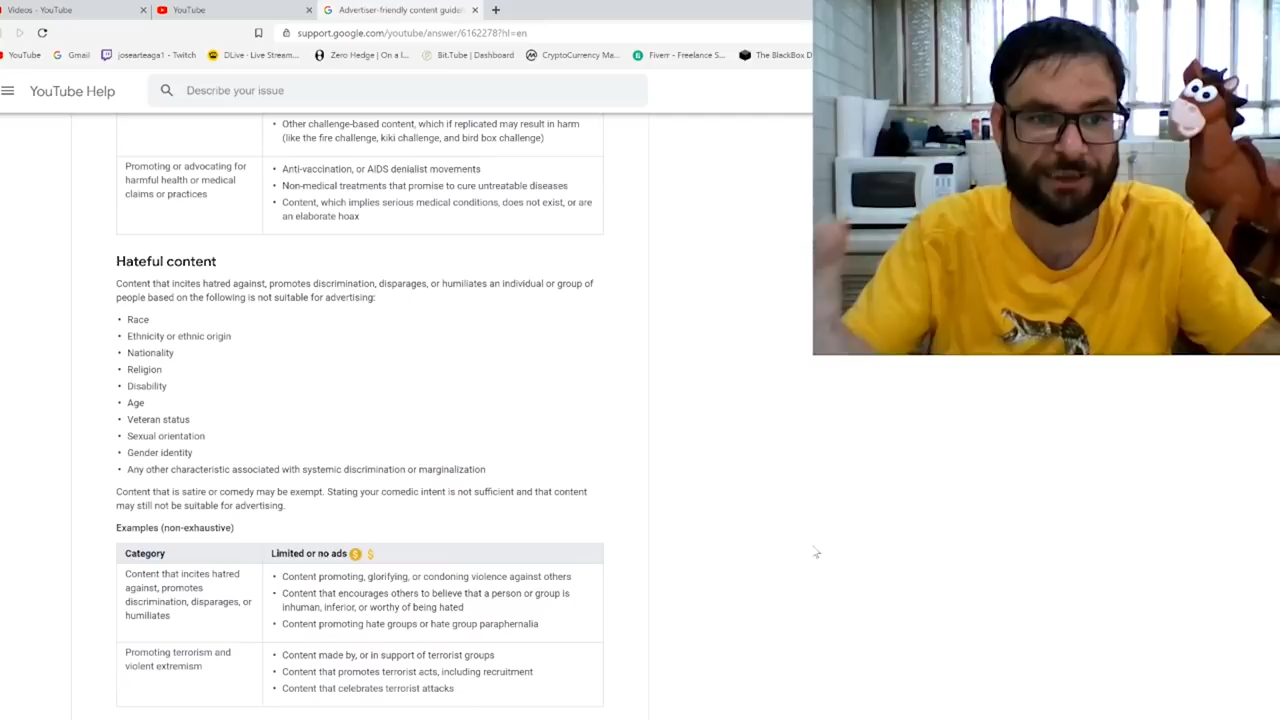 Videos - YouTube
YouTube
Advertiser-friendly content guidel
support.google.com/youtube/answer/6162278?hl=en
YouTube
Gmail
josearteaga1 - Twitch
DLive - Live Stream...
Zero Hedge | On a l...
Bit.Tube | Dashboard
CryptoCurrency Ma...
Fiverr - Freelance S...
The BlackBox D
YouTube Help
Describe your issue
• Other challenge-based content, which if replicated may result in harm
(like the fire challenge, kiki challenge, and bird box challenge)
Promoting or advocating for
harmful health or medical
claims or practices
• Anti-vaccination, or AIDS denialist movements
• Non-medical treatments that promise to cure untreatable diseases
• Content, which implies serious medical conditions, does not exist, or are
an elaborate hoax
Hateful content
Content that incites hatred against, promotes discrimination, disparages, or humiliates an individual or group of
people based on the following is not suitable for advertising:
• Race
• Ethnicity or ethnic origin
• Nationality
• Religion
• Disability
• Age
• Veteran status
• Sexual orientation
• Gender identity
• Any other characteristic associated with systemic discrimination or marginalization
Content that is satire or comedy may be exempt. Stating your comedic intent is not sufficient and that content
may still not be suitable for advertising.
Examples (non-exhaustive)
Category
Limited or no ads
Content that incites hatred
against, promotes
discrimination, disparages, or
humiliates
• Content promoting, glorifying, or condoning violence against others
• Content that encourages others to believe that a person or group is
inhuman, inferior, or worthy of being hated
• Content promoting hate groups or hate group paraphernalia
Promoting terrorism and
violent extremism
• Content made by, or in support of terrorist groups
• Content that promotes terrorist acts, including recruitment
• Content that celebrates terrorist attacks